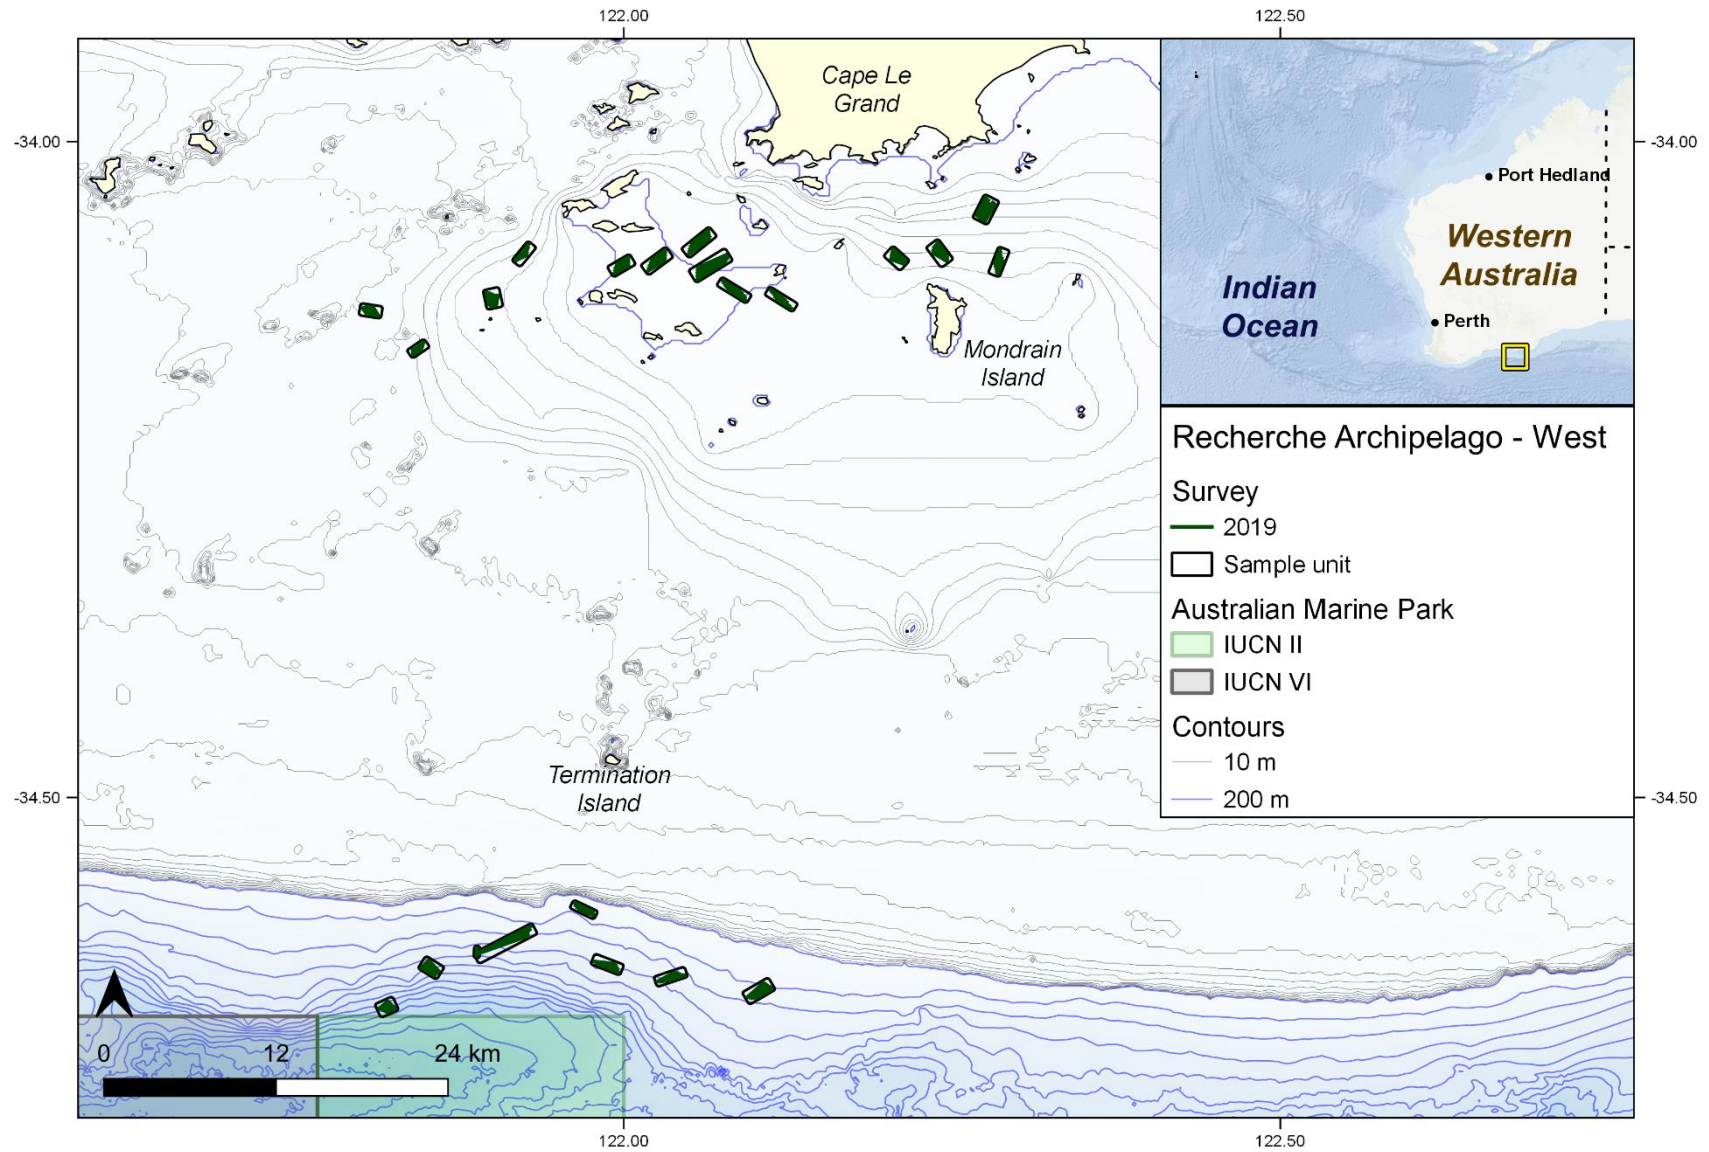 122.00
122.50
Cape Le
Grand
-34.00
-34.00
Port Hedland
Western
Australia
Indian
Ocean
Perth
Mondrain
Island
Recherche Archipelago - West
Survey
2019
Sample unit
Australian Marine Park
IUCN II
IUCN VI
Contours
10 m
200 m
Termination
Island
-34.50
-34.50
0
12
24 km
122.00
122.50